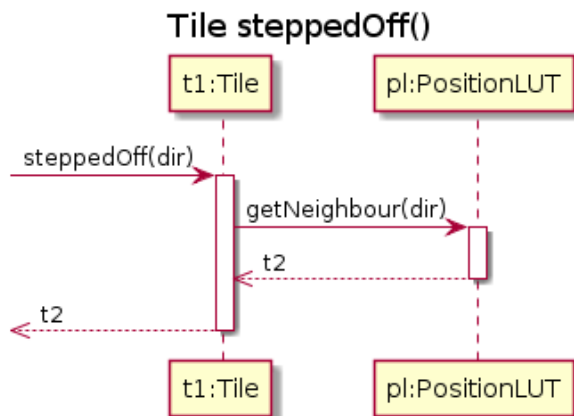 Tile steppedOff()
t1:Tile
pl:PositionLUT
steppedOff(dir)
getNeighbour(dir)
t2
t2
t1:Tile
pl:PositionLUT